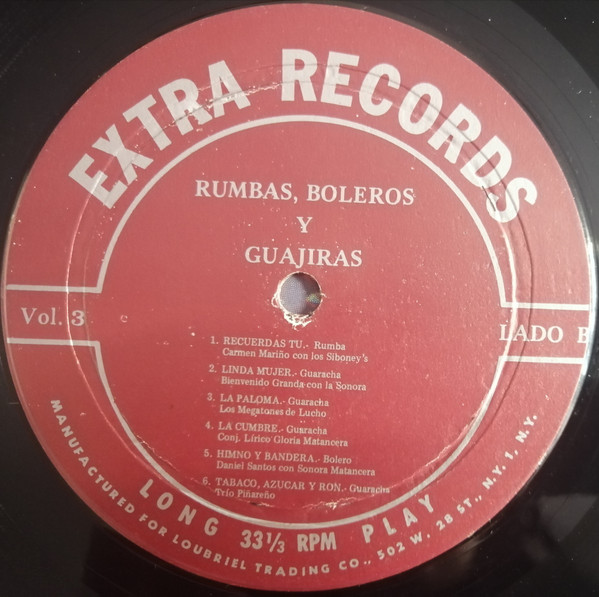 EXTRA RECORDS
RUMBAS, BOLEROS
Y
GUAJIRAS
Vol. 3
LADO B
1. RECUERDAS TU.- Rumba
Carmen Mariño con los Siboney's
2. LINDA MUJER.- Guaracha
Bienvenido Granda con la Sonora
3. LA PALOMA.- Guaracha
Los Megatones de Lucho
4. LA CUMBRE.- Guaracha
Conj. Lírico Gloria Matancera
5. HIMNO Y BANDERA.- Bolero
Daniel Santos con Sonora Matancera
6. TABACO, AZUCAR Y RON.- Guaracha
Trío Piñareño
LONG 33⅓ RPM PLAY
MANUFACTURED FOR LOUBRIEL TRADING CO., 502 W. 28 ST., N.Y. 1, N.Y.